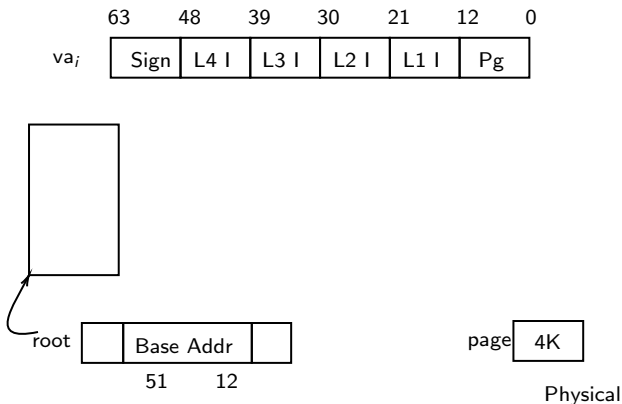 63 48 39 30 21 12 0
va_i Sign L4 I L3 I L2 I L1 I Pg
root Base Addr page 4K
51 12
Physical